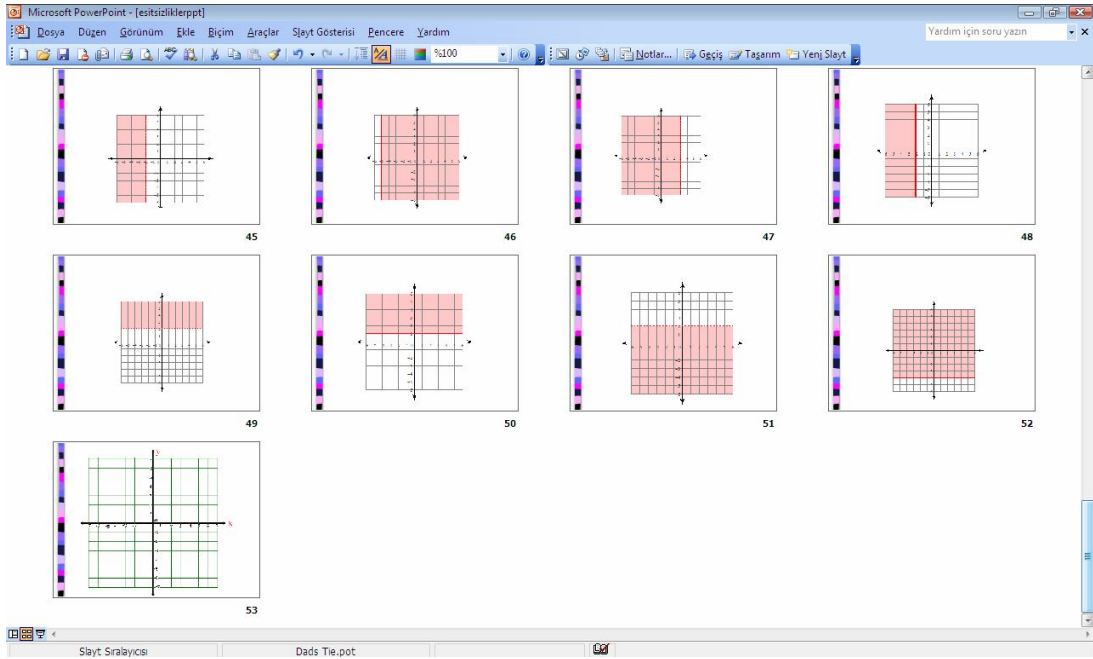 Microsoft PowerPoint - [esitsizliklerppt]
Dosya Düzen Görünüm Ekle Biçim Araçlar Slayt Gösterisi Pencere Yardım
Yardım için soru yazın
%100 Notlar... Geçiş Tasarım Yeni Slayt
45 46 47 48
49 50 51 52
y
x
53
Slayt Sıralayıcısı Dads Tie.pot